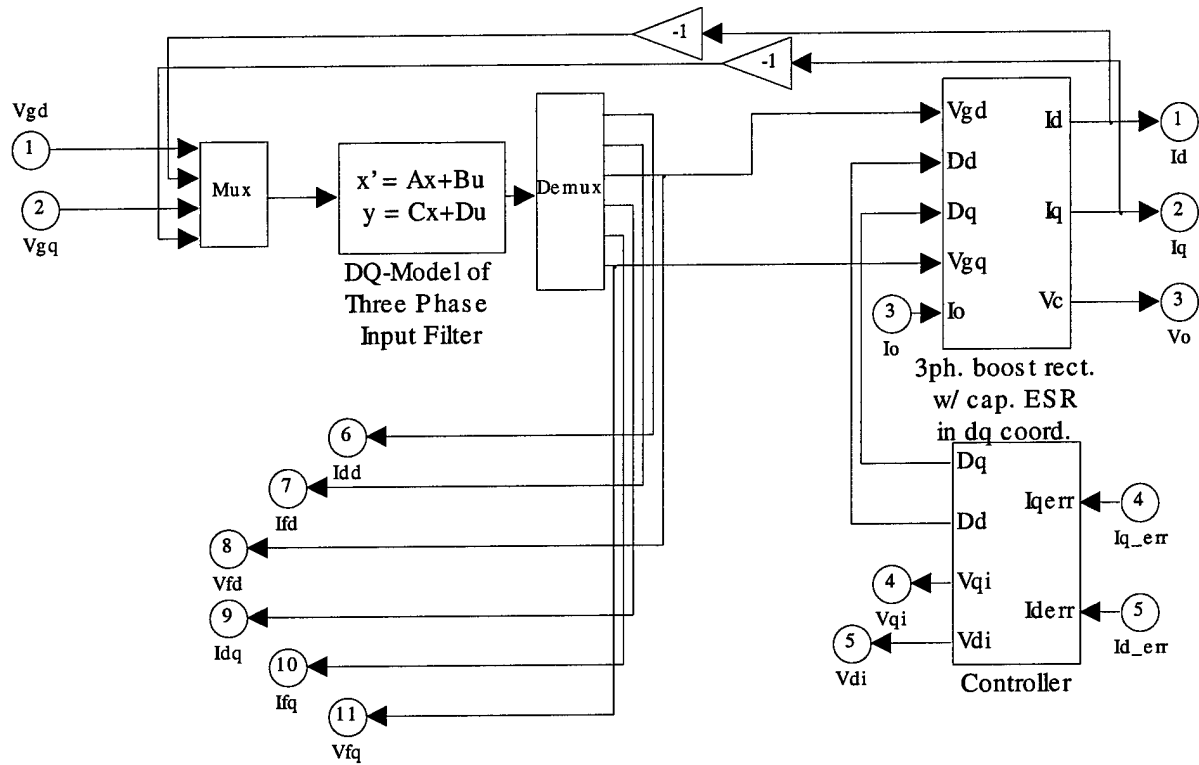 -1
-1
Vgd
1
2
Vgq
Mux
x'= Ax+Bu
y = Cx+Du
DQ-Model of
Three Phase
Input Filter
Demux
Vgd
Dd
Dq
Vgq
Io
Id
Iq
Vc
3
Io
1
Id
2
Iq
3
Vo
3ph. boost rect.
w/ cap. ESR
in dq coord.
Dq
Dd
Vqi
Vdi
Iqerr
Iderr
Controller
4
Iq_err
5
Id_err
4
Vqi
5
Vdi
6
Idd
7
Ifd
8
Vfd
9
Idq
10
Ifq
11
Vfq